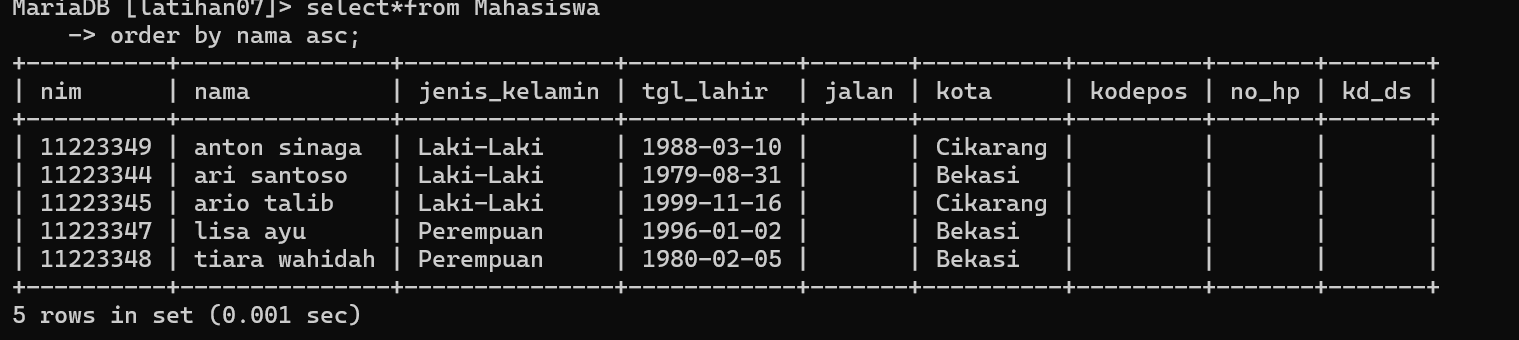 MariaDB [latihan07]> select*from Mahasiswa
    -> order by nama asc;
+----------+---------------+---------------+------------+-------+----------+---------+-------+-------+
| nim      | nama          | jenis_kelamin | tgl_lahir  | jalan | kota     | kodepos | no_hp | kd_ds |
+----------+---------------+---------------+------------+-------+----------+---------+-------+-------+
| 11223349 | anton sinaga  | Laki-Laki     | 1988-03-10 |       | Cikarang |         |       |       |
| 11223344 | ari santoso   | Laki-Laki     | 1979-08-31 |       | Bekasi   |         |       |       |
| 11223345 | ario talib    | Laki-Laki     | 1999-11-16 |       | Cikarang |         |       |       |
| 11223347 | lisa ayu      | Perempuan     | 1996-01-02 |       | Bekasi   |         |       |       |
| 11223348 | tiara wahidah | Perempuan     | 1980-02-05 |       | Bekasi   |         |       |       |
+----------+---------------+---------------+------------+-------+----------+---------+-------+-------+
5 rows in set (0.001 sec)